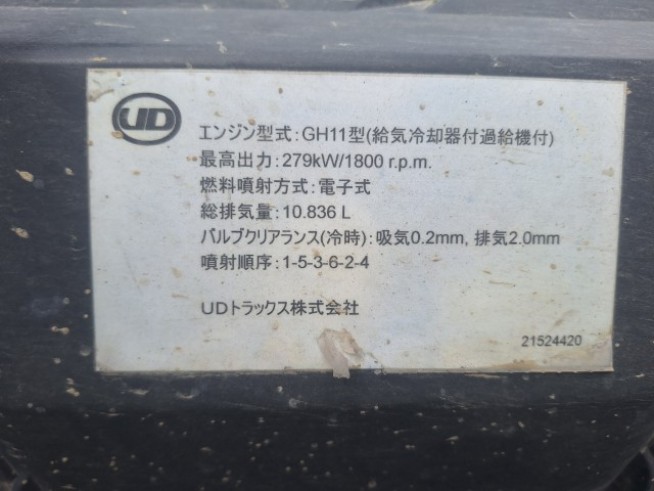 UD
エンジン型式:GH11型(給気冷却器付過給機付)
最高出力:279kW/1800 r.p.m.
燃料噴射方式:電子式
総排気量:10.836 L
バルブクリアランス(冷時):吸気0.2mm, 排気2.0mm
噴射順序:1-5-3-6-2-4
UDトラックス株式会社
21524420